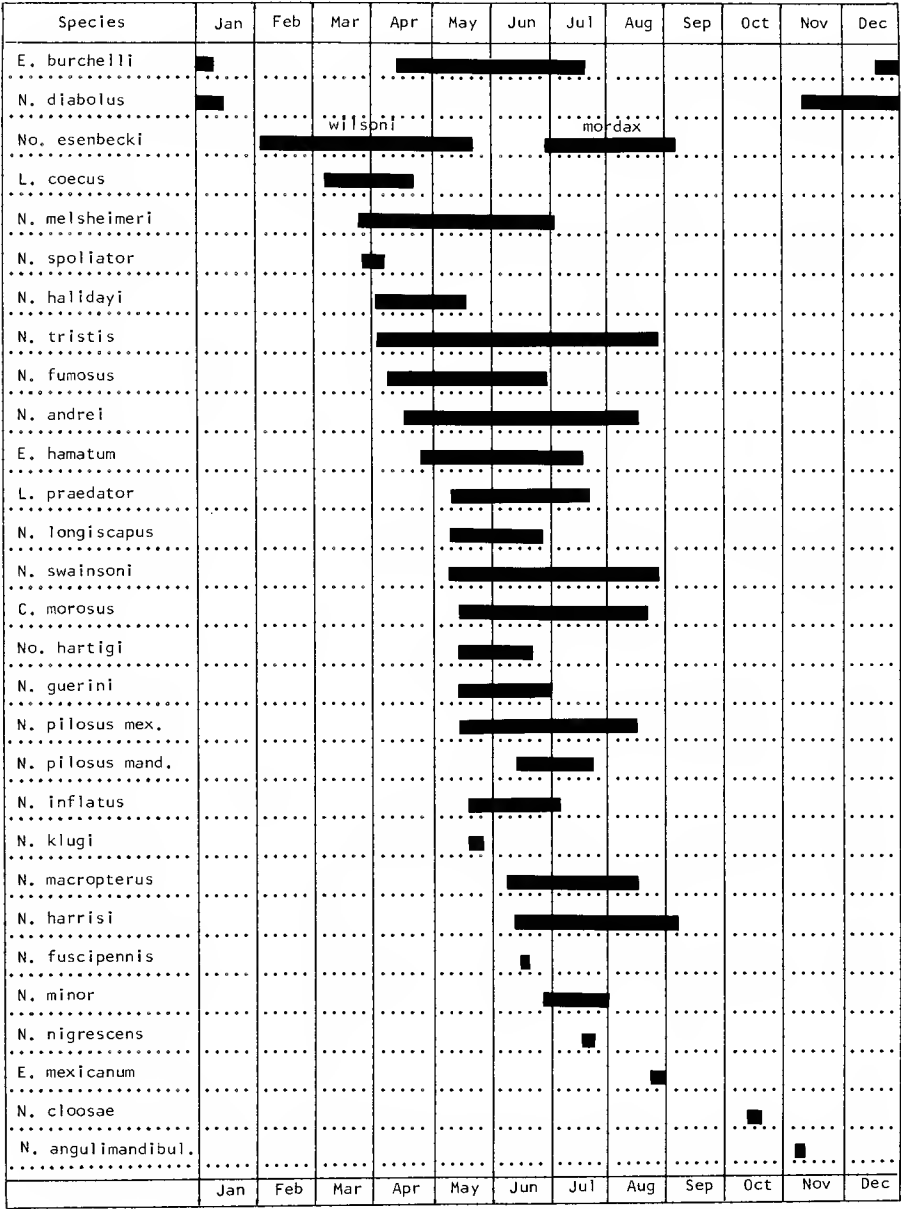 Species Jan Feb Mar Apr May Jun Jul Aug Sep Oct Nov Dec
E. burchelli
N. diabolus
wilsoni mordax
No. esenbecki
L. coecus
N. melsheimeri
N. spoliator
N. halidayi
N. tristis
N. fumosus
N. andrei
E. hamatum
L. praedator
N. longiscapus
N. swainsoni
C. morosus
No. hartigi
N. guerini
N. pilosus mex.
N. pilosus mand.
N. inflatus
N. klugi
N. macropterus
N. harrisi
N. fuscipennis
N. minor
N. nigrescens
E. mexicanum
N. cloosae
N. angulimandibul.
Jan Feb Mar Apr May Jun Jul Aug Sep Oct Nov Dec